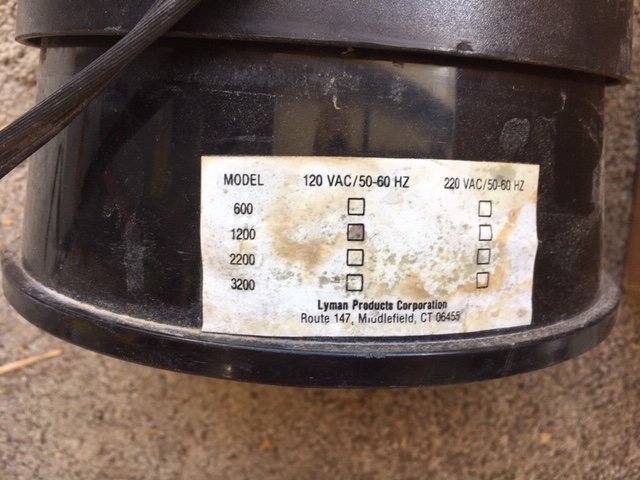 MODEL 120 VAC/50-60 HZ 220 VAC/50-60 HZ
600
1200
2200
3200
Lyman Products Corporation
Route 147, Middlefield, CT 06455